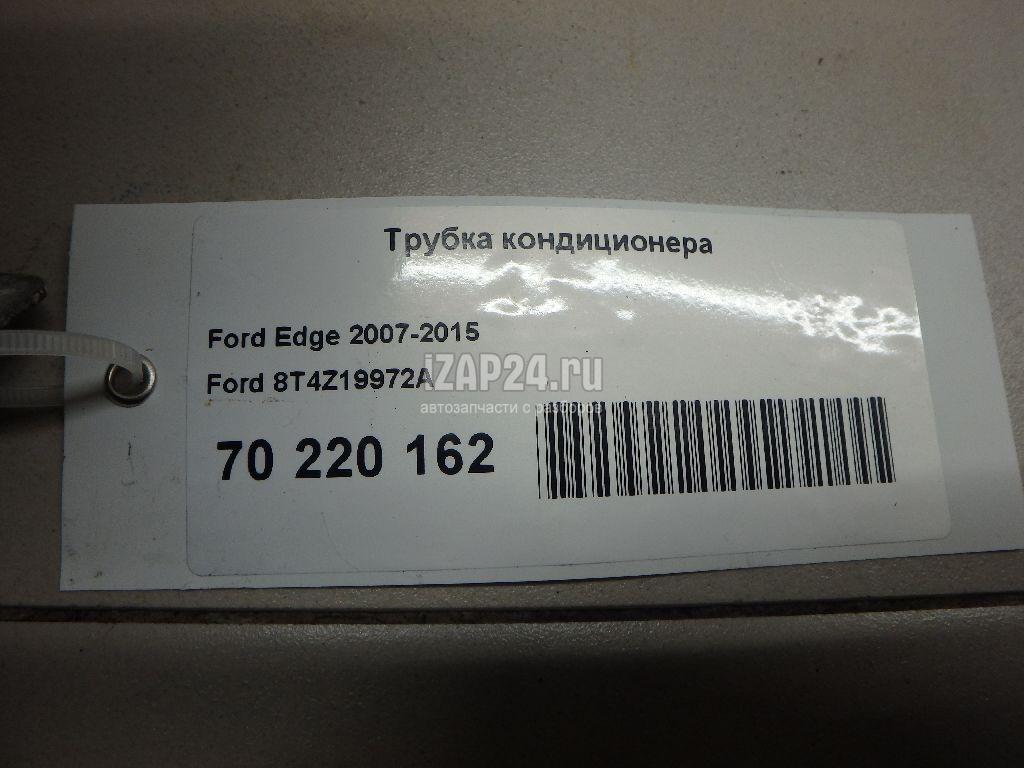 Трубка кондиционера
Ford Edge 2007-2015
Ford 8T4Z19972A
iZAP24.ru
автозапчасти с разборов
70 220 162